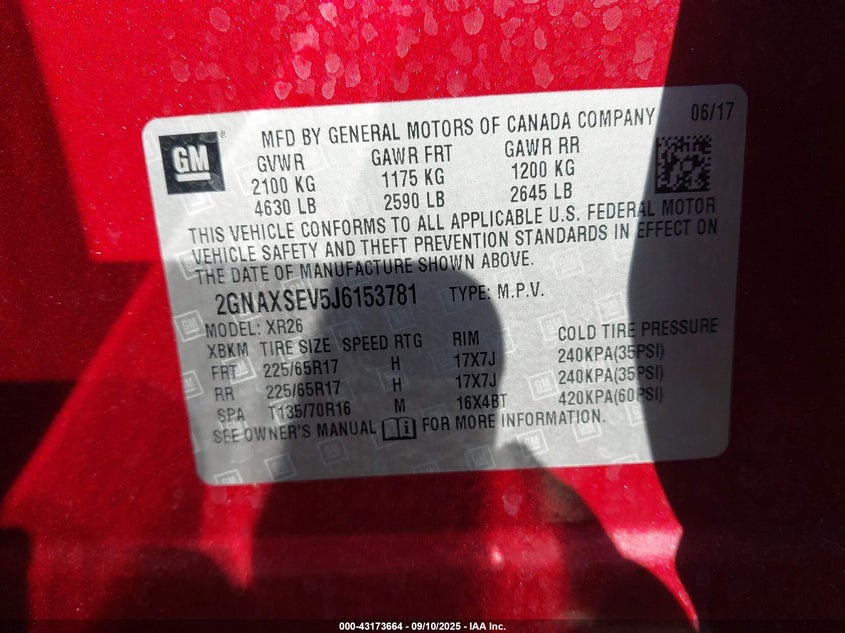 GM
®
MFD BY GENERAL MOTORS OF CANADA COMPANY 06/17
GVWR GAWR FRT GAWR RR
2100 KG 1175 KG 1200 KG
4630 LB 2590 LB 2645 LB
THIS VEHICLE CONFORMS TO ALL APPLICABLE U.S. FEDERAL MOTOR
VEHICLE SAFETY AND THEFT PREVENTION STANDARDS IN EFFECT ON
THE DATE OF MANUFACTURE SHOWN ABOVE.
2GNAXSEV5J6153781 TYPE: M.P.V.
MODEL: XR26
XBKM TIRE SIZE SPEED RTG RIM COLD TIRE PRESSURE
FRT 225/65R17 H 17X7J 240KPA(35PSI)
RR 225/65R17 H 17X7J 240KPA(35PSI)
SPA T135/70R16 M 16X4BT 420KPA(60PSI)
SEE OWNER'S MANUAL FOR MORE INFORMATION.
000-43173664 - 09/10/2025 - IAA Inc.